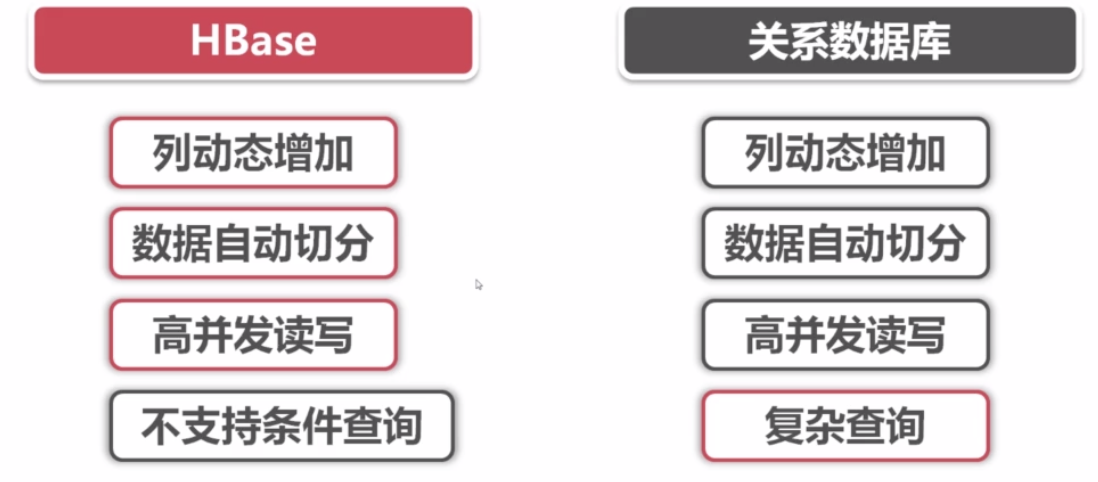 HBase
关系数据库
列动态增加
列动态增加
数据自动切分
数据自动切分
高并发读写
高并发读写
不支持条件查询
复杂查询